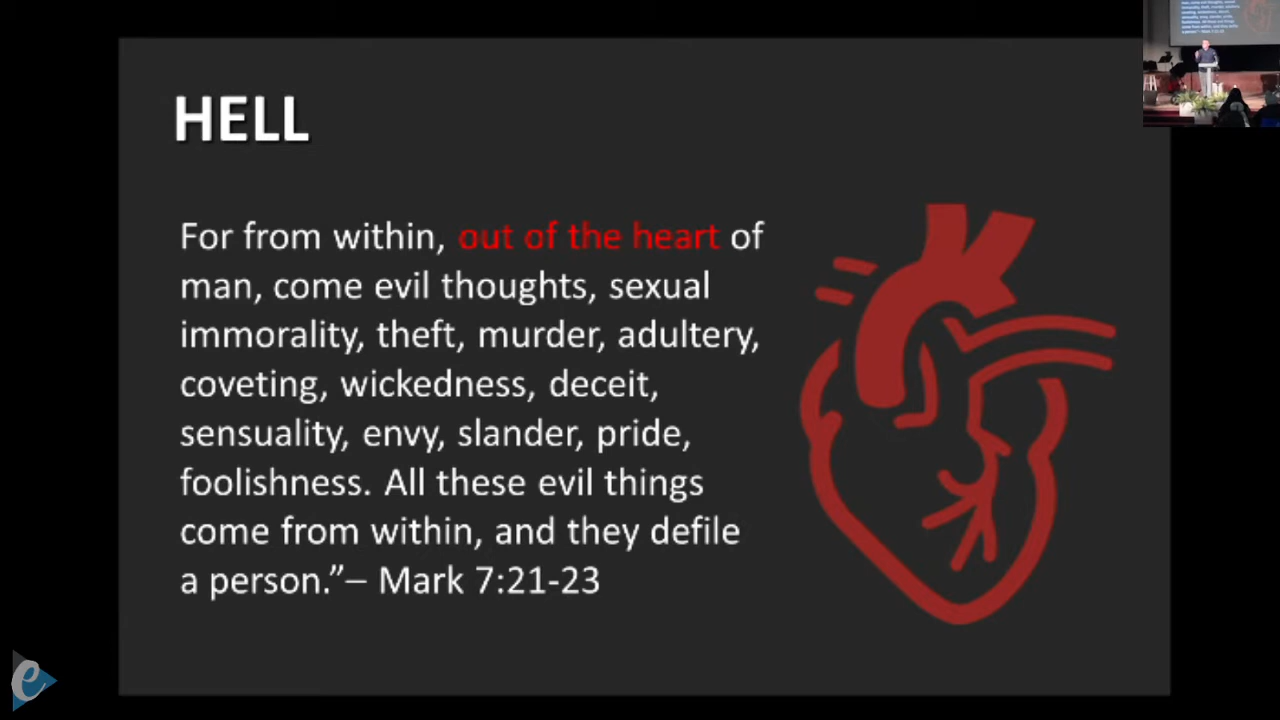 HELL
For from within, out of the heart of
man, come evil thoughts, sexual
immorality, theft, murder, adultery,
coveting, wickedness, deceit,
sensuality, envy, slander, pride,
foolishness. All these evil things
come from within, and they defile
a person.”– Mark 7:21-23
e